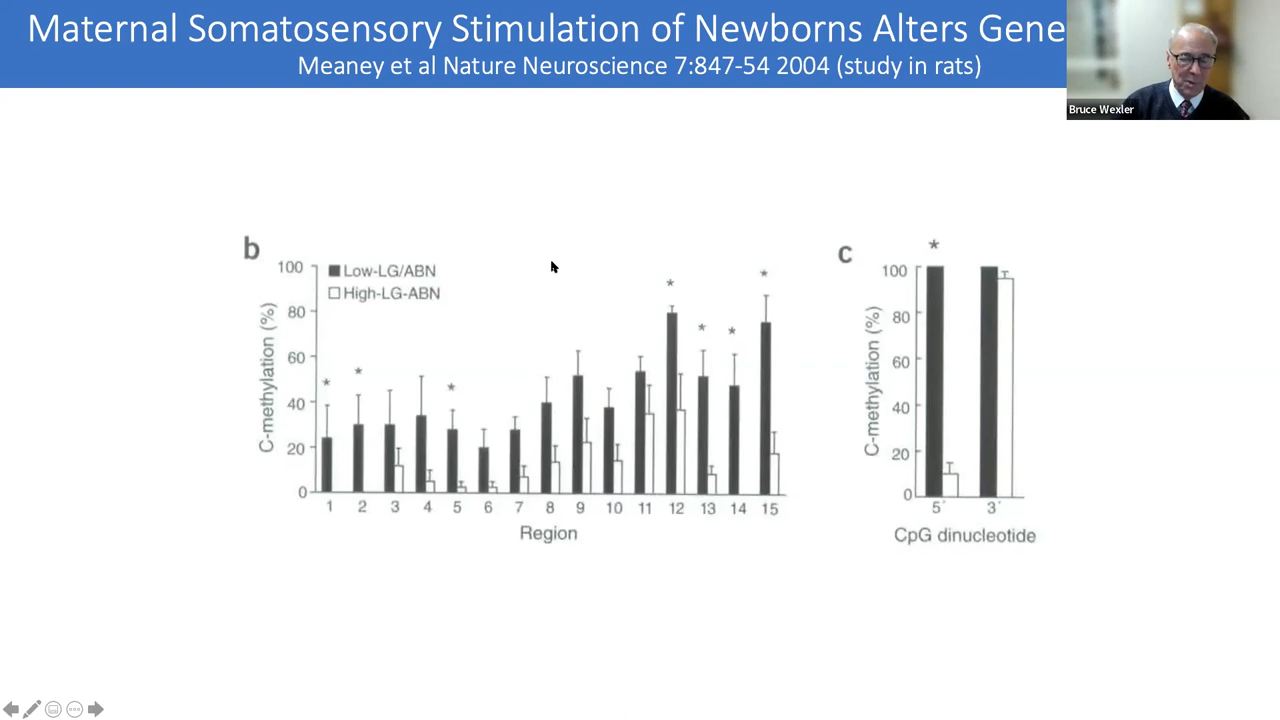 Maternal Somatosensory Stimulation of Newborns Alters Gene
Meaney et al Nature Neuroscience 7:847-54 2004 (study in rats)
Bruce Wexler
b
Low-LG/ABN
High-LG-ABN
C-methylation (%)
100
80
60
40
20
0
1 2 3 4 5 6 7 8 9 10 11 12 13 14 15
Region
c
C-methylation (%)
100
80
60
40
20
0
5' 3'
CpG dinucleotide